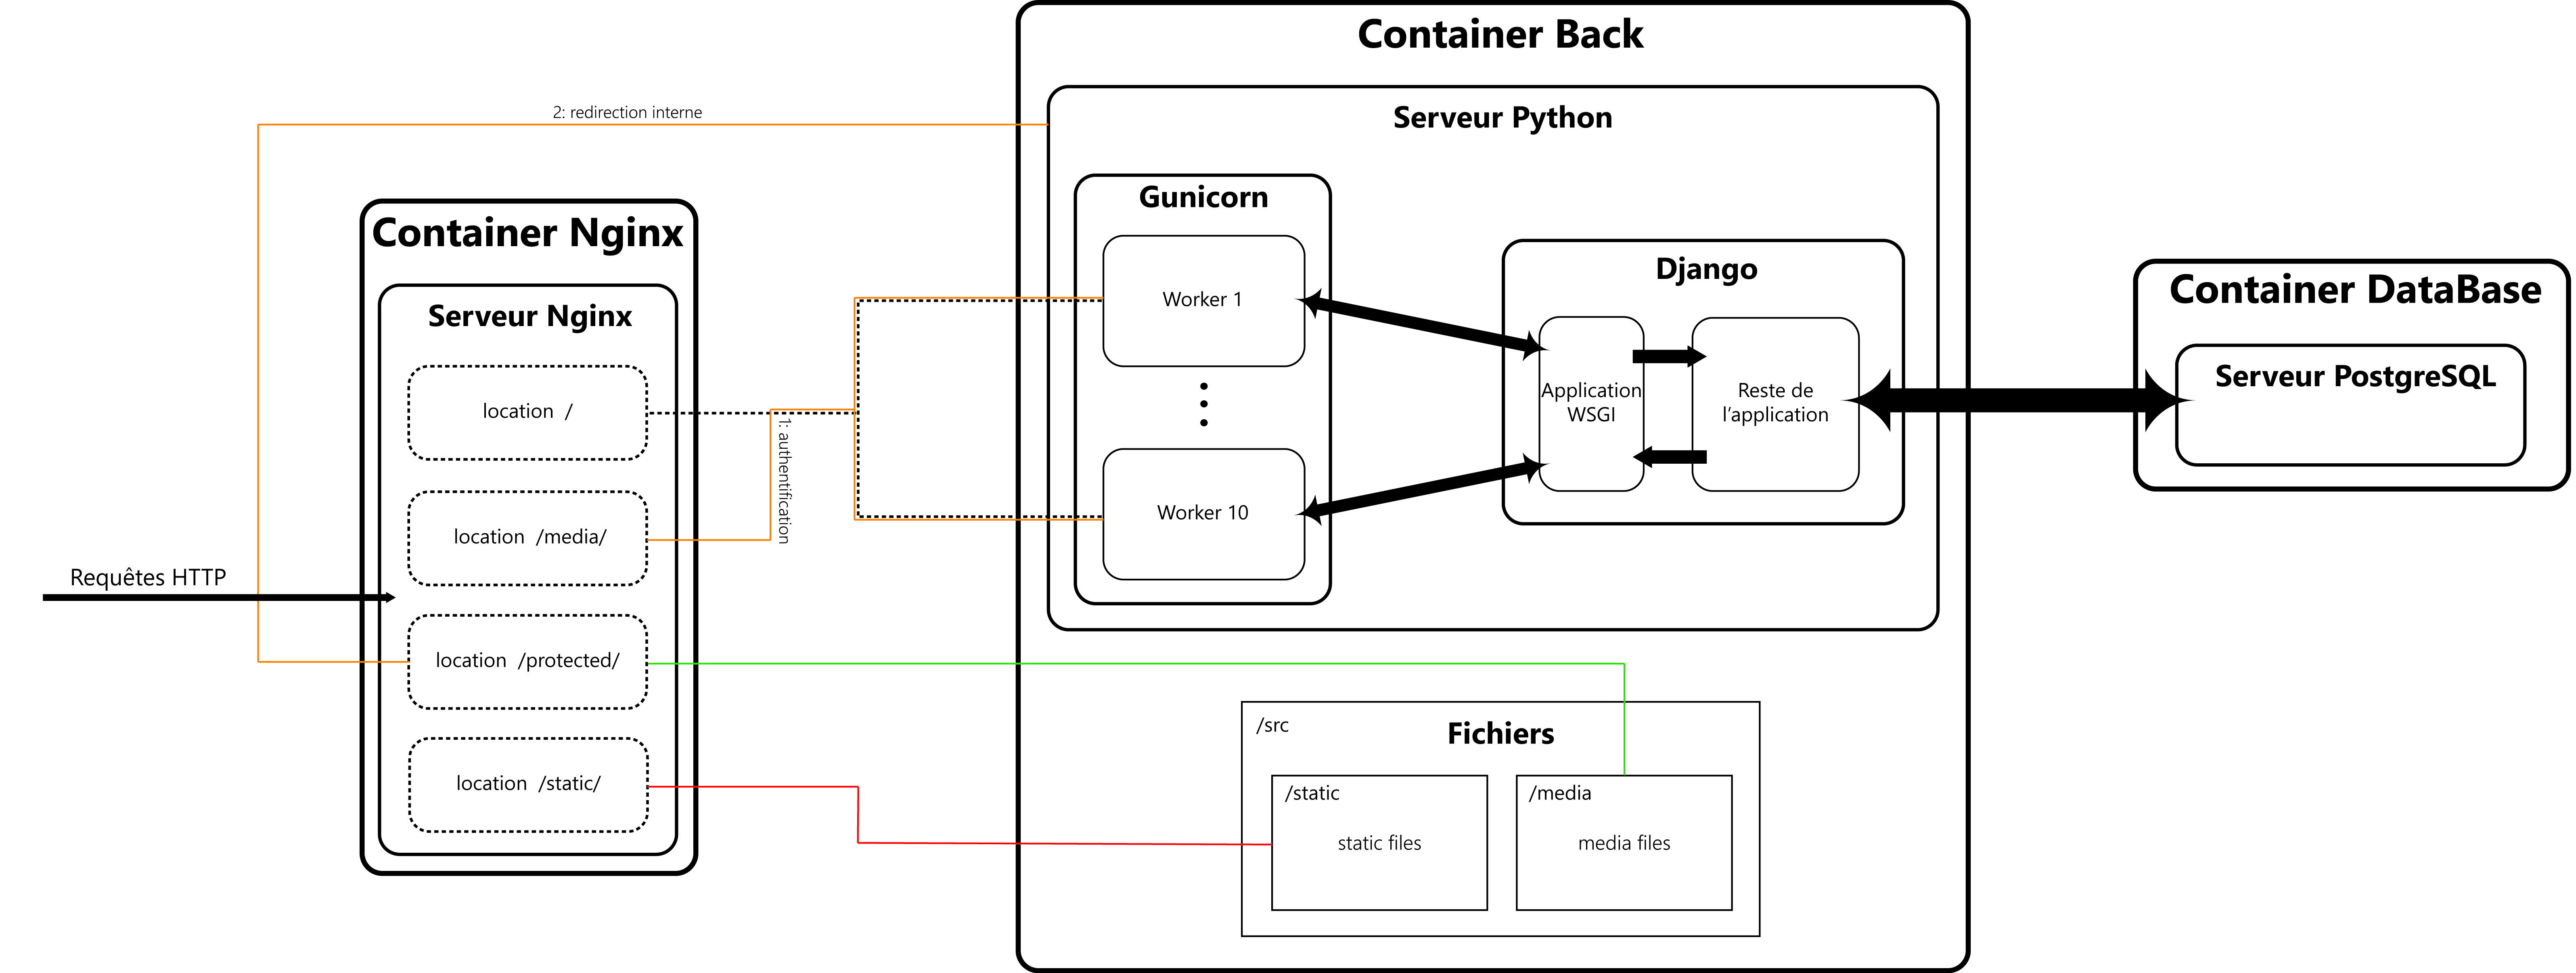 Container Back
2: redirection interne
Serveur Python
Container Nginx
Serveur Nginx
location /
location /media/
Requêtes HTTP
location /protected/
location /static/
1: authentification
Gunicorn
Worker 1
Worker 10
Django
Application
WSGI
Reste de
l'application
Container DataBase
Serveur PostgreSQL
/src
Fichiers
/static
static files
/media
media files